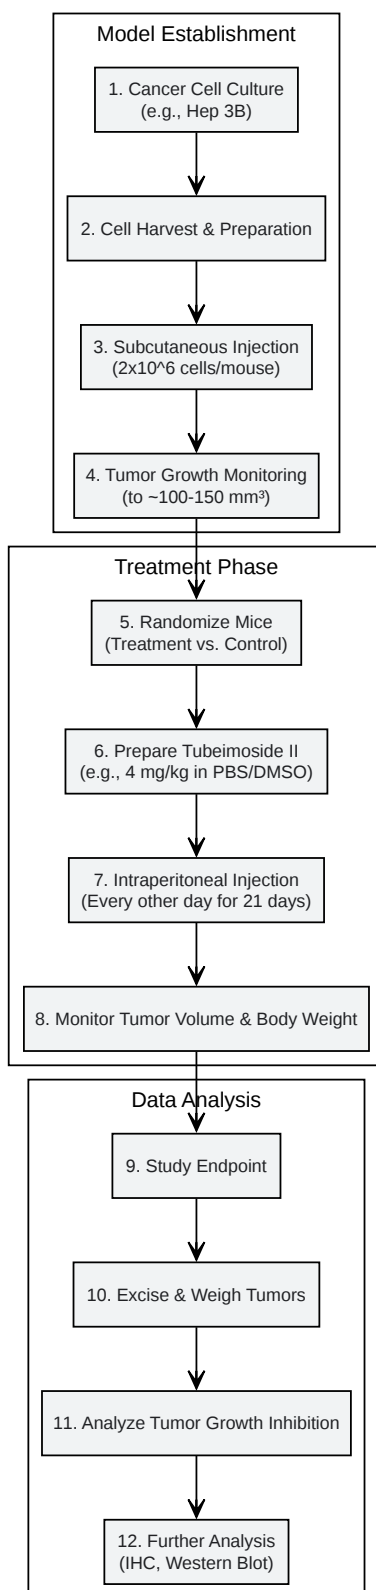 Model Establishment
1. Cancer Cell Culture
(e.g., Hep 3B)
2. Cell Harvest & Preparation
3. Subcutaneous Injection
(2x10^6 cells/mouse)
4. Tumor Growth Monitoring
(to ~100-150 mm³)
Treatment Phase
5. Randomize Mice
(Treatment vs. Control)
6. Prepare Tubeimoside II
(e.g., 4 mg/kg in PBS/DMSO)
7. Intraperitoneal Injection
(Every other day for 21 days)
8. Monitor Tumor Volume & Body Weight
Data Analysis
9. Study Endpoint
10. Excise & Weigh Tumors
11. Analyze Tumor Growth Inhibition
12. Further Analysis
(IHC, Western Blot)